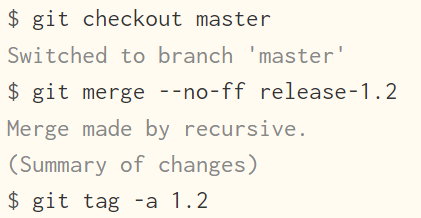 $ git checkout master
Switched to branch 'master'
$ git merge --no-ff release-1.2
Merge made by recursive.
(Summary of changes)
$ git tag -a 1.2